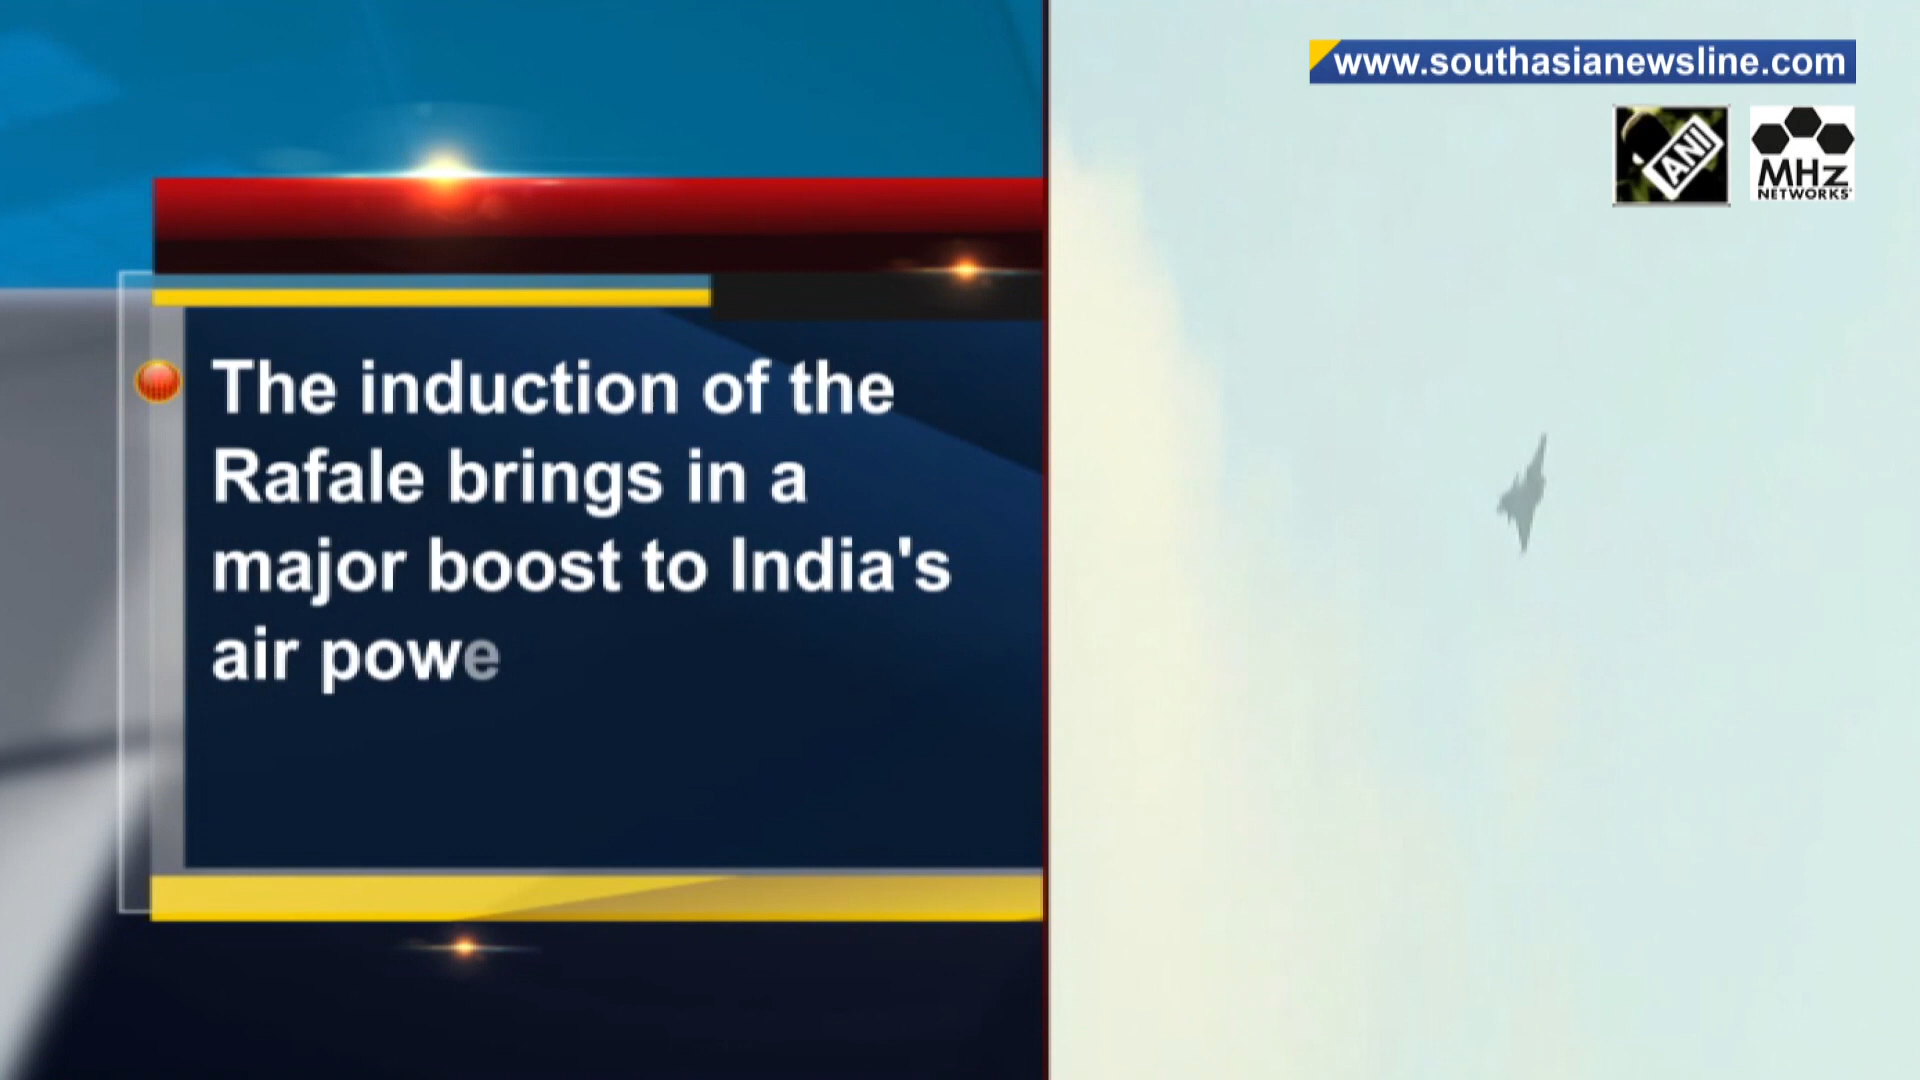 www.southasianewsline.com
ANI
MHz
NETWORKS
The induction of the
Rafale brings in a
major boost to India's
air powe